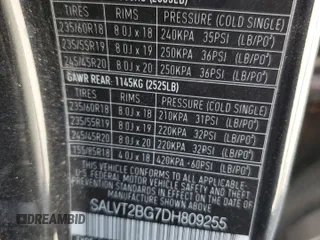 TIRES RIMS PRESSURE (COLD SINGLE)
235/60R18 8.0J x 18 240KPA 35PSI (LB/PO²)
235/55R19 8.0J x 19 250KPA 36PSI (LB/PO²)
245/45R20 8.0J x 20 250KPA 36PSI (LB/PO²)
GAWR REAR: 1145KG (2525LB)
TIRES RIMS PRESSURE (COLD SINGLE)
235/60R18 8.0J x 18 210KPA 31PSI (LB/PO²)
235/55R19 8.0J x 19 220KPA 32PSI (LB/PO²)
245/45R20 8.0J x 20 220KPA 32PSI (LB/PO²)
155/85R18 4.0J x 18 420KPA 60PSI (LB/PO²)
THIS VEHICLE CONFORMS TO ALL APPLICABLE
U.S. FEDERAL MOTOR VEHICLE SAFETY
STANDARDS IN EFFECT ON THE DATE OF
MANUFACTURE SHOWN ABOVE.
SALVT2BG7DH809255